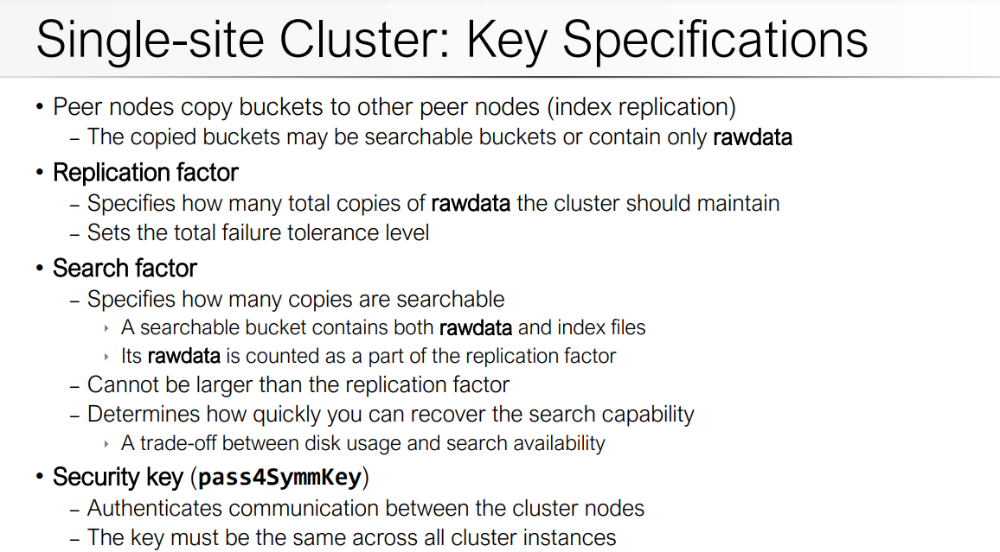 Single-site Cluster: Key Specifications
• Peer nodes copy buckets to other peer nodes (index replication)
– The copied buckets may be searchable buckets or contain only rawdata
• Replication factor
– Specifies how many total copies of rawdata the cluster should maintain
– Sets the total failure tolerance level
• Search factor
– Specifies how many copies are searchable
‣ A searchable bucket contains both rawdata and index files
‣ Its rawdata is counted as a part of the replication factor
– Cannot be larger than the replication factor
– Determines how quickly you can recover the search capability
‣ A trade-off between disk usage and search availability
• Security key (pass4SymmKey)
– Authenticates communication between the cluster nodes
– The key must be the same across all cluster instances